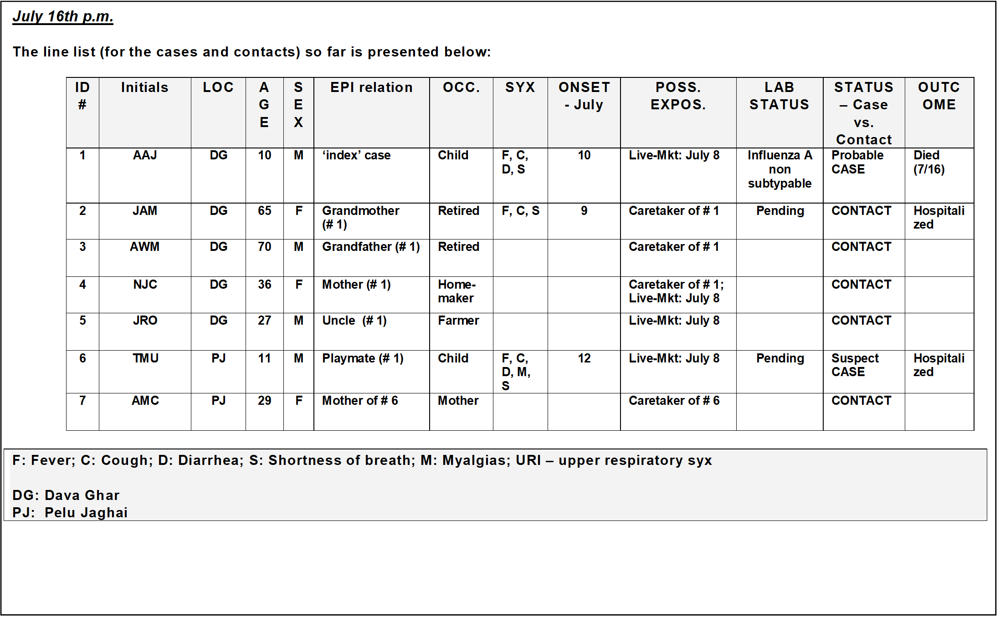 July 16th p.m.
The line list (for the cases and contacts) so far is presented below:
ID # Initials LOC AGE SEX EPI relation OCC. SYX ONSET - July POSS. EXPOS. LAB STATUS STATUS – Case vs. Contact OUTCOME
1 AAJ DG 10 M ‘index’ case Child F, C, D, S 10 Live-Mkt: July 8 Influenza A non subtypable Probable CASE Died (7/16)
2 JAM DG 65 F Grandmother (# 1) Retired F, C, S 9 Caretaker of # 1 Pending CONTACT Hospitalized
3 AWM DG 70 M Grandfather (# 1) Retired Caretaker of # 1 CONTACT
4 NJC DG 36 F Mother (# 1) Home-maker Caretaker of # 1; Live-Mkt: July 8 CONTACT
5 JRO DG 27 M Uncle (# 1) Farmer Live-Mkt: July 8 CONTACT
6 TMU PJ 11 M Playmate (# 1) Child F, C, D, M, S 12 Live-Mkt: July 8 Pending Suspect CASE Hospitalized
7 AMC PJ 29 F Mother of # 6 Mother Caretaker of # 6 CONTACT
F: Fever; C: Cough; D: Diarrhea; S: Shortness of breath; M: Myalgias; URI – upper respiratory syx
DG: Dava Ghar
PJ: Pelu Jaghai